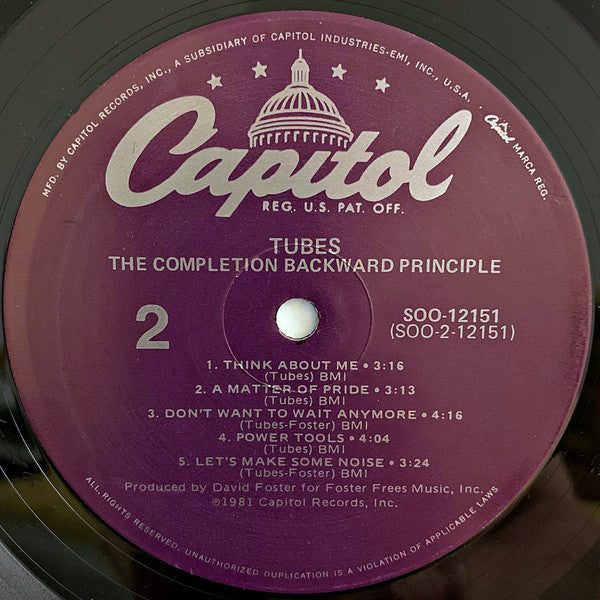 MFD. BY CAPITOL RECORDS, INC., A SUBSIDIARY OF CAPITOL INDUSTRIES-EMI, INC., U.S.A. · Capitol MARCA REG.
Capitol
REG. U.S. PAT. OFF.
TUBES
THE COMPLETION BACKWARD PRINCIPLE
2
SOO-12151
(SOO-2-12151)
1. THINK ABOUT ME • 3:16
(Tubes) BMI
2. A MATTER OF PRIDE • 3:13
(Tubes) BMI
3. DON'T WANT TO WAIT ANYMORE • 4:16
(Tubes-Foster) BMI
4. POWER TOOLS • 4:04
(Tubes) BMI
5. LET'S MAKE SOME NOISE • 3:24
(Tubes-Foster) BMI
Produced by David Foster for Foster Frees Music, Inc.
℗1981 Capitol Records, Inc.
ALL RIGHTS RESERVED. UNAUTHORIZED DUPLICATION IS A VIOLATION OF APPLICABLE LAWS